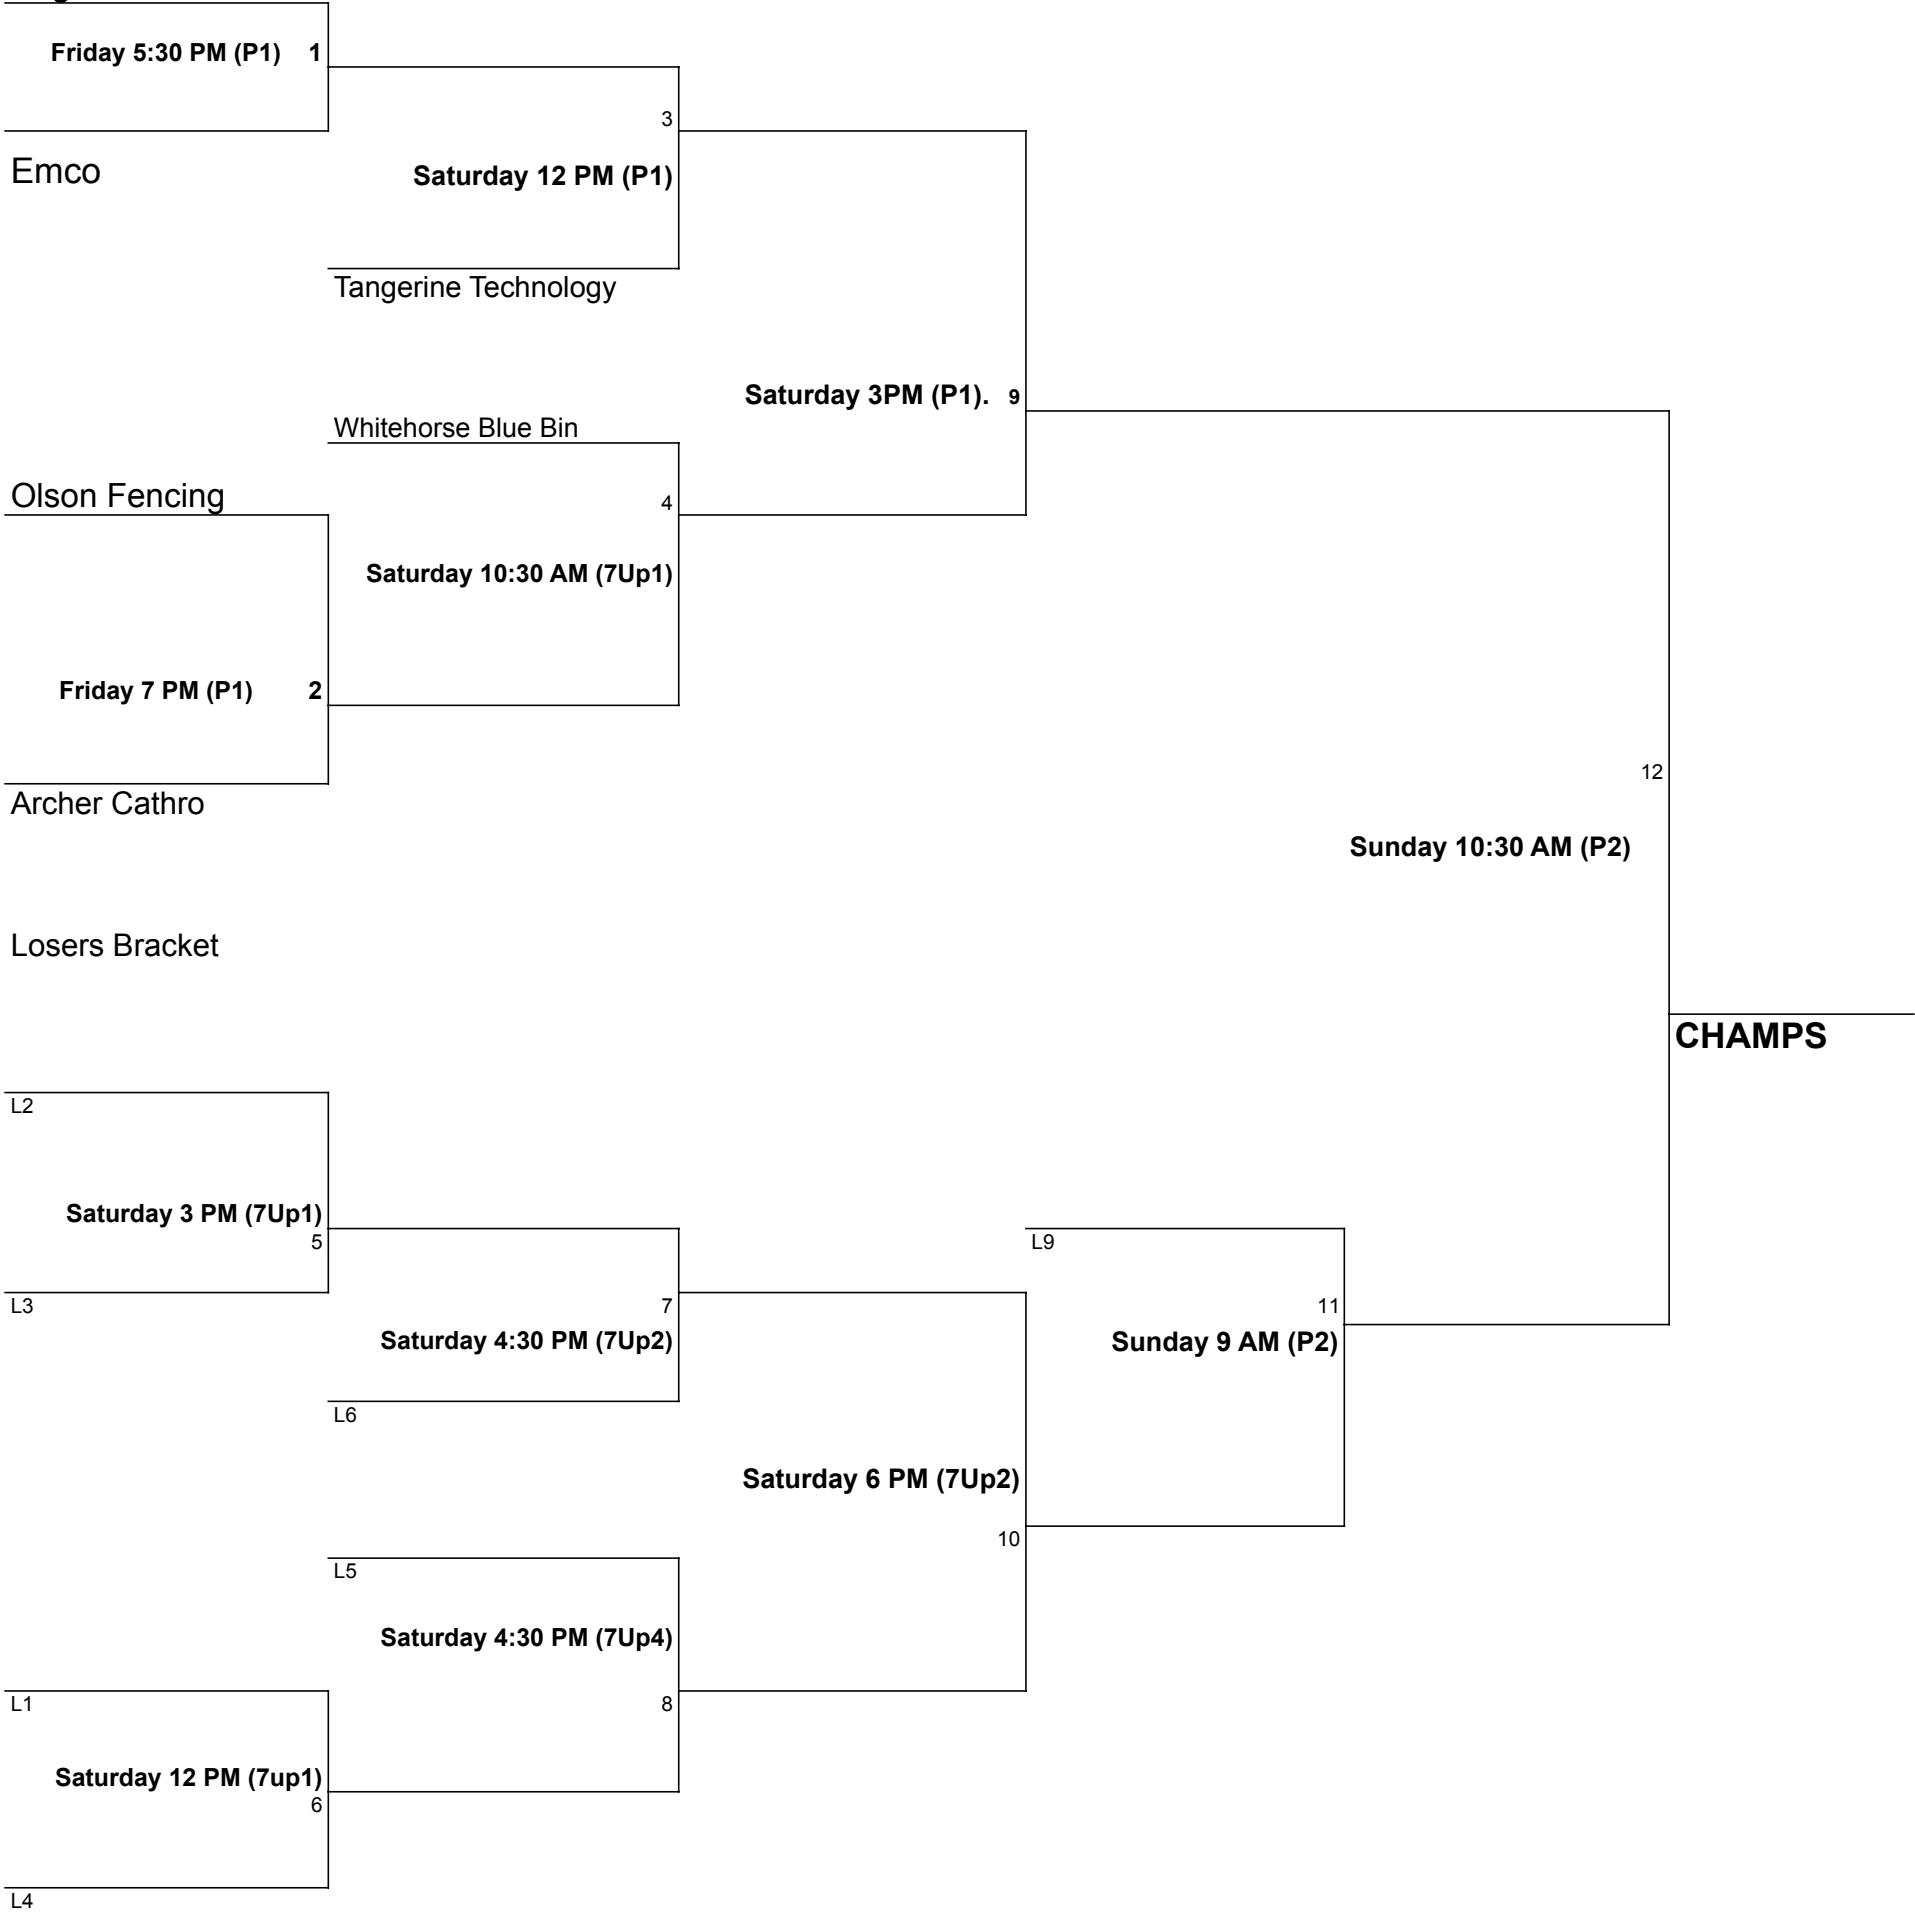 Friday 5:30 PM (P1) 1
3
Emco
Saturday 12 PM (P1)
Tangerine Technology
Saturday 3PM (P1). 9
Whitehorse Blue Bin
Olson Fencing
4
Saturday 10:30 AM (7Up1)
Friday 7 PM (P1) 2
12
Archer Cathro
Sunday 10:30 AM (P2)
Losers Bracket
CHAMPS
L2
Saturday 3 PM (7Up1)
5
L9
L3
7
11
Saturday 4:30 PM (7Up2)
Sunday 9 AM (P2)
L6
Saturday 6 PM (7Up2)
10
L5
Saturday 4:30 PM (7Up4)
L1
8
Saturday 12 PM (7up1)
6
L4